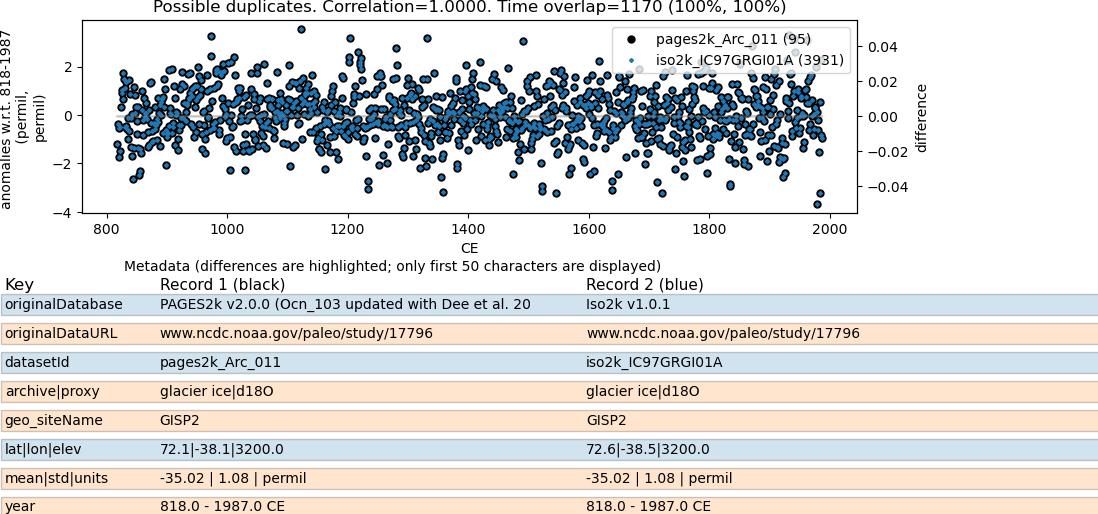 Possible duplicates. Correlation=1.0000. Time overlap=1170 (100%, 100%)
anomalies w.r.t. 818-1987
(permil,
permil)
2
0
−2
−4
pages2k_Arc_011 (95)
iso2k_IC97GRGI01A (3931)
0.04
0.02
0.00
−0.02
−0.04
difference
800 1000 1200 1400 1600 1800 2000
CE
Metadata (differences are highlighted; only first 50 characters are displayed)
Key Record 1 (black) Record 2 (blue)
originalDatabase PAGES2k v2.0.0 (Ocn_103 updated with Dee et al. 20 Iso2k v1.0.1
originalDataURL www.ncdc.noaa.gov/paleo/study/17796 www.ncdc.noaa.gov/paleo/study/17796
datasetId pages2k_Arc_011 iso2k_IC97GRGI01A
archive|proxy glacier ice|d18O glacier ice|d18O
geo_siteName GISP2 GISP2
lat|lon|elev 72.1|-38.1|3200.0 72.6|-38.5|3200.0
mean|std|units -35.02 | 1.08 | permil -35.02 | 1.08 | permil
year 818.0 - 1987.0 CE 818.0 - 1987.0 CE